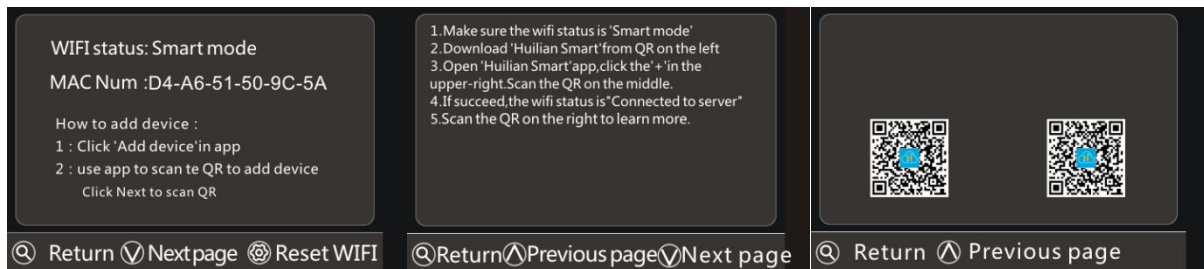 WIFI status: Smart mode
MAC Num :D4-A6-51-50-9C-5A
How to add device :
1 : Click 'Add device'in app
2 : use app to scan te QR to add device
Click Next to scan QR
Return Nextpage Reset WIFI
1.Make sure the wifi status is 'Smart mode'
2.Download 'Huilian Smart'from QR on the left
3.Open 'Huilian Smart'app,click the'+'in the
upper-right.Scan the QR on the middle.
4.If succeed,the wifi status is"Connected to server"
5.Scan the QR on the right to learn more.
Return Previous page Next page
Return Previous page